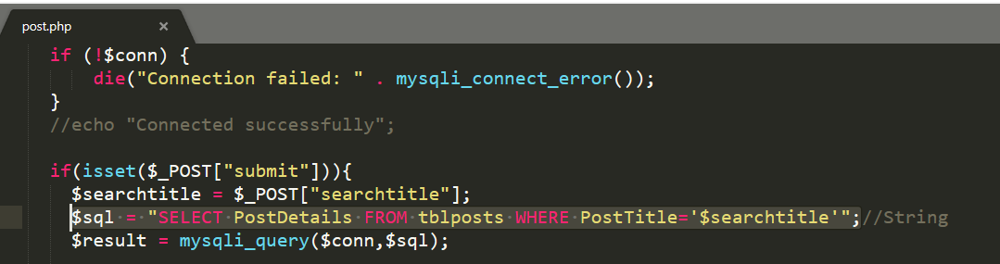 post.php ×
if (!$conn) {
die("Connection failed: " . mysqli_connect_error());
}
//echo "Connected successfully";
if(isset($_POST["submit"])){
$searchtitle = $_POST["searchtitle"];
$sql = "SELECT PostDetails FROM tblposts WHERE PostTitle='$searchtitle'";//String
$result = mysqli_query($conn,$sql);